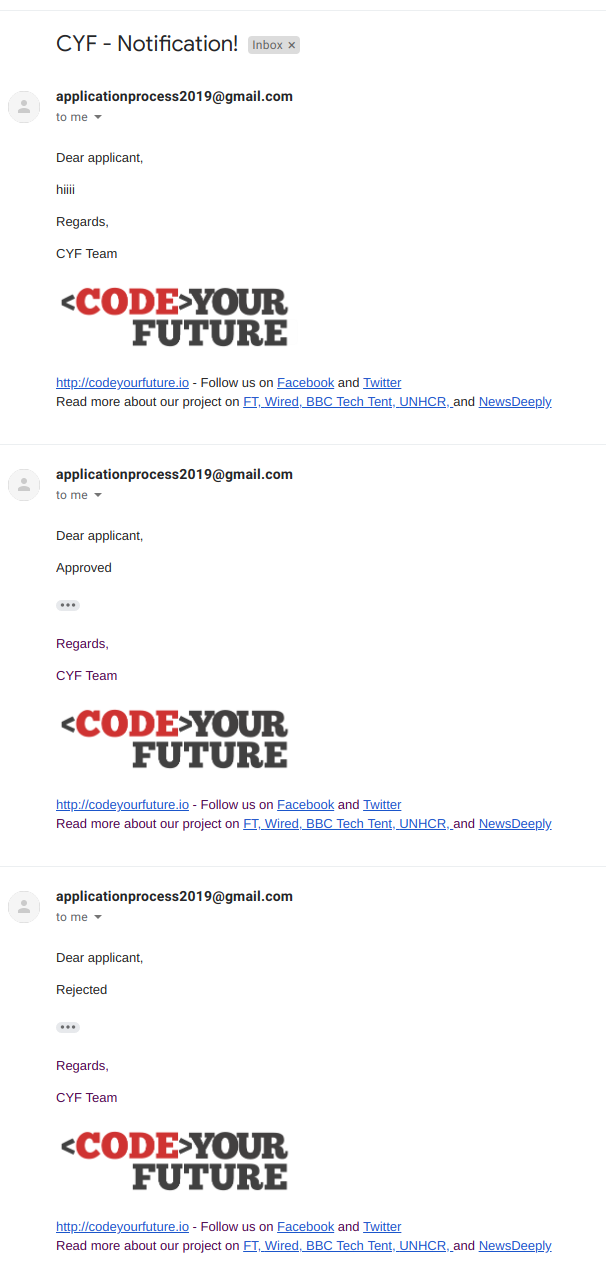 CYF - Notification! Inbox ×
applicationprocess2019@gmail.com
to me
Dear applicant,
hiiii
Regards,
CYF Team
<CODE>YOUR
FUTURE
http://codeyourfuture.io - Follow us on Facebook and Twitter
Read more about our project on FT, Wired, BBC Tech Tent, UNHCR, and NewsDeeply
applicationprocess2019@gmail.com
to me
Dear applicant,
Approved
•••
Regards,
CYF Team
<CODE>YOUR
FUTURE
http://codeyourfuture.io - Follow us on Facebook and Twitter
Read more about our project on FT, Wired, BBC Tech Tent, UNHCR, and NewsDeeply
applicationprocess2019@gmail.com
to me
Dear applicant,
Rejected
•••
Regards,
CYF Team
<CODE>YOUR
FUTURE
http://codeyourfuture.io - Follow us on Facebook and Twitter
Read more about our project on FT, Wired, BBC Tech Tent, UNHCR, and NewsDeeply